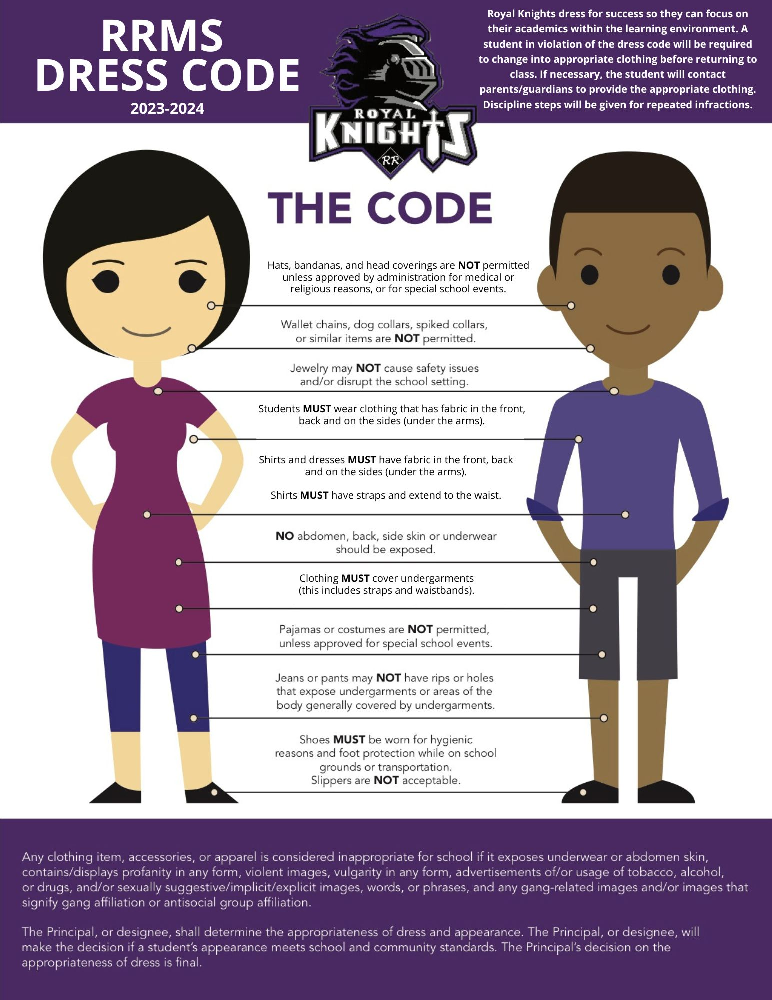 RRMS
DRESS CODE
2023-2024
ROYAL
KNIGHTS
RR
Royal Knights dress for success so they can focus on
their academics within the learning environment. A
student in violation of the dress code will be required
to change into appropriate clothing before returning to
class. If necessary, the student will contact
parents/guardians to provide the appropriate clothing.
Discipline steps will be given for repeated infractions.
THE CODE
Hats, bandanas, and head coverings are NOT permitted
unless approved by administration for medical or
religious reasons, or for special school events.
Wallet chains, dog collars, spiked collars,
or similar items are NOT permitted.
Jewelry may NOT cause safety issues
and/or disrupt the school setting.
Students MUST wear clothing that has fabric in the front,
back and on the sides (under the arms).
Shirts and dresses MUST have fabric in the front, back
and on the sides (under the arms).
Shirts MUST have straps and extend to the waist.
NO abdomen, back, side skin or underwear
should be exposed.
Clothing MUST cover undergarments
(this includes straps and waistbands).
Pajamas or costumes are NOT permitted,
unless approved for special school events.
Jeans or pants may NOT have rips or holes
that expose undergarments or areas of the
body generally covered by undergarments.
Shoes MUST be worn for hygienic
reasons and foot protection while on school
grounds or transportation.
Slippers are NOT acceptable.
Any clothing item, accessories, or apparel is considered inappropriate for school if it exposes underwear or abdomen skin,
contains/displays profanity in any form, violent images, vulgarity in any form, advertisements of/or usage of tobacco, alcohol,
or drugs, and/or sexually suggestive/implicit/explicit images, words, or phrases, and any gang-related images and/or images that
signify gang affiliation or antisocial group affiliation.
The Principal, or designee, shall determine the appropriateness of dress and appearance. The Principal, or designee, will
make the decision if a student's appearance meets school and community standards. The Principal's decision on the
appropriateness of dress is final.